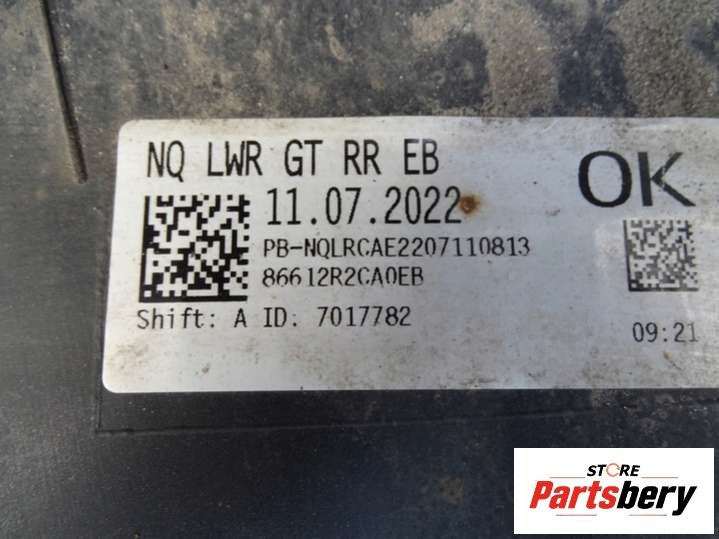 NQ LWR GT RR EB
OK
11.07.2022
PB-NQLRCAE2207110813
86612R2CA0EB
Shift: A ID: 7017782
09:21
STORE
Partsbery